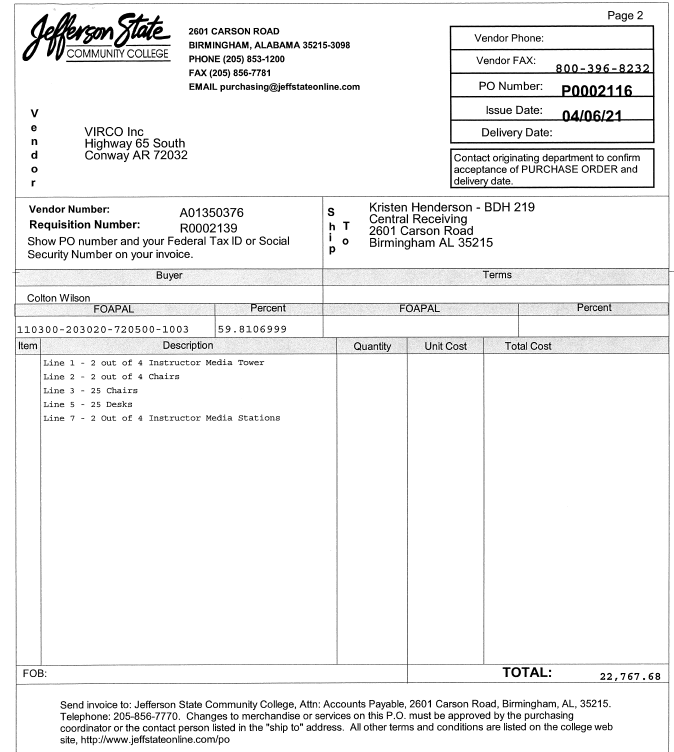 Page 2
Jefferson State
COMMUNITY COLLEGE
2601 CARSON ROAD
BIRMINGHAM, ALABAMA 35215-3098
PHONE (205) 853-1200
FAX (205) 856-7781
EMAIL purchasing@jeffstateonline.com
Vendor Phone:
Vendor FAX: 800-396-8232
PO Number: P0002116
Issue Date: 04/06/21
Delivery Date:
Contact originating department to confirm
acceptance of PURCHASE ORDER and
delivery date.
Vendor
VIRCO Inc
Highway 65 South
Conway AR 72032
Vendor Number: A01350376
Requisition Number: R0002139
Show PO number and your Federal Tax ID or Social
Security Number on your invoice.
Ship To
Kristen Henderson - BDH 219
Central Receiving
2601 Carson Road
Birmingham AL 35215
Buyer Terms
Colton Wilson
FOAPAL Percent FOAPAL Percent
110300-203020-720500-1003 59.8106999
Item Description Quantity Unit Cost Total Cost
Line 1 - 2 out of 4 Instructor Media Tower
Line 2 - 2 out of 4 Chairs
Line 3 - 25 Chairs
Line 5 - 25 Desks
Line 7 - 2 Out of 4 Instructor Media Stations
FOB: TOTAL: 22,767.68
Send invoice to: Jefferson State Community College, Attn: Accounts Payable, 2601 Carson Road, Birmingham, AL, 35215.
Telephone: 205-856-7770. Changes to merchandise or services on this P.O. must be approved by the purchasing
coordinator or the contact person listed in the "ship to" address. All other terms and conditions are listed on the college web
site, http://www.jeffstateonline.com/po